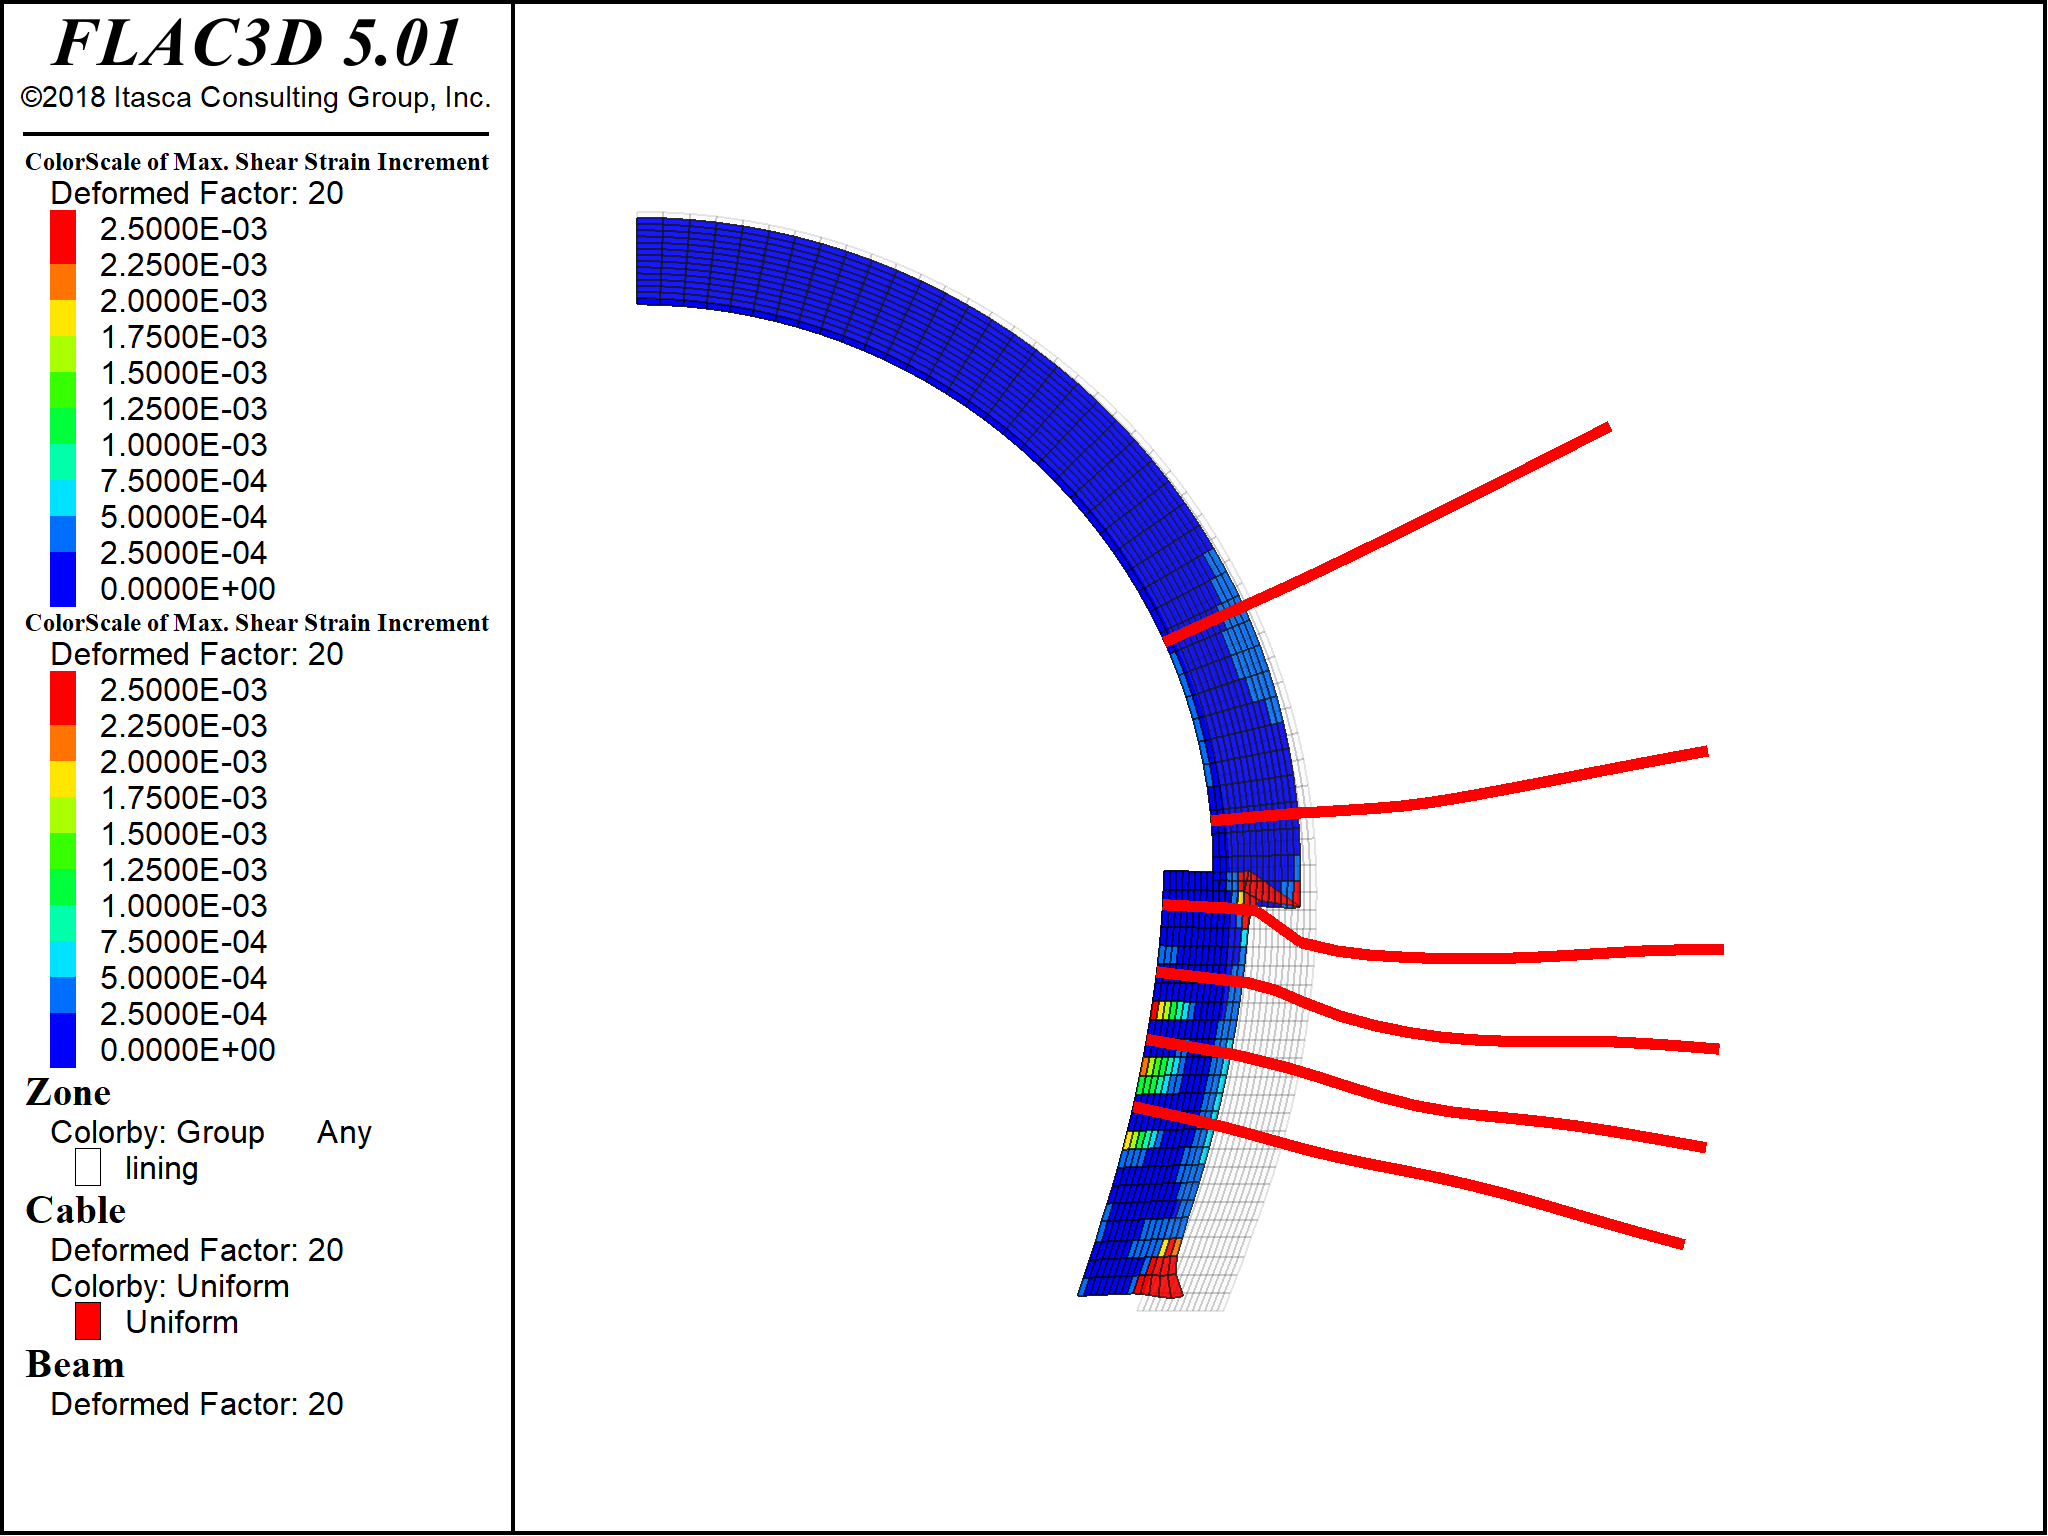 FLAC3D 5.01
©2018 Itasca Consulting Group, Inc.
ColorScale of Max. Shear Strain Increment
Deformed Factor: 20
2.5000E-03
2.2500E-03
2.0000E-03
1.7500E-03
1.5000E-03
1.2500E-03
1.0000E-03
7.5000E-04
5.0000E-04
2.5000E-04
0.0000E+00
ColorScale of Max. Shear Strain Increment
Deformed Factor: 20
2.5000E-03
2.2500E-03
2.0000E-03
1.7500E-03
1.5000E-03
1.2500E-03
1.0000E-03
7.5000E-04
5.0000E-04
2.5000E-04
0.0000E+00
Zone
Colorby: Group Any
lining
Cable
Deformed Factor: 20
Colorby: Uniform
Uniform
Beam
Deformed Factor: 20